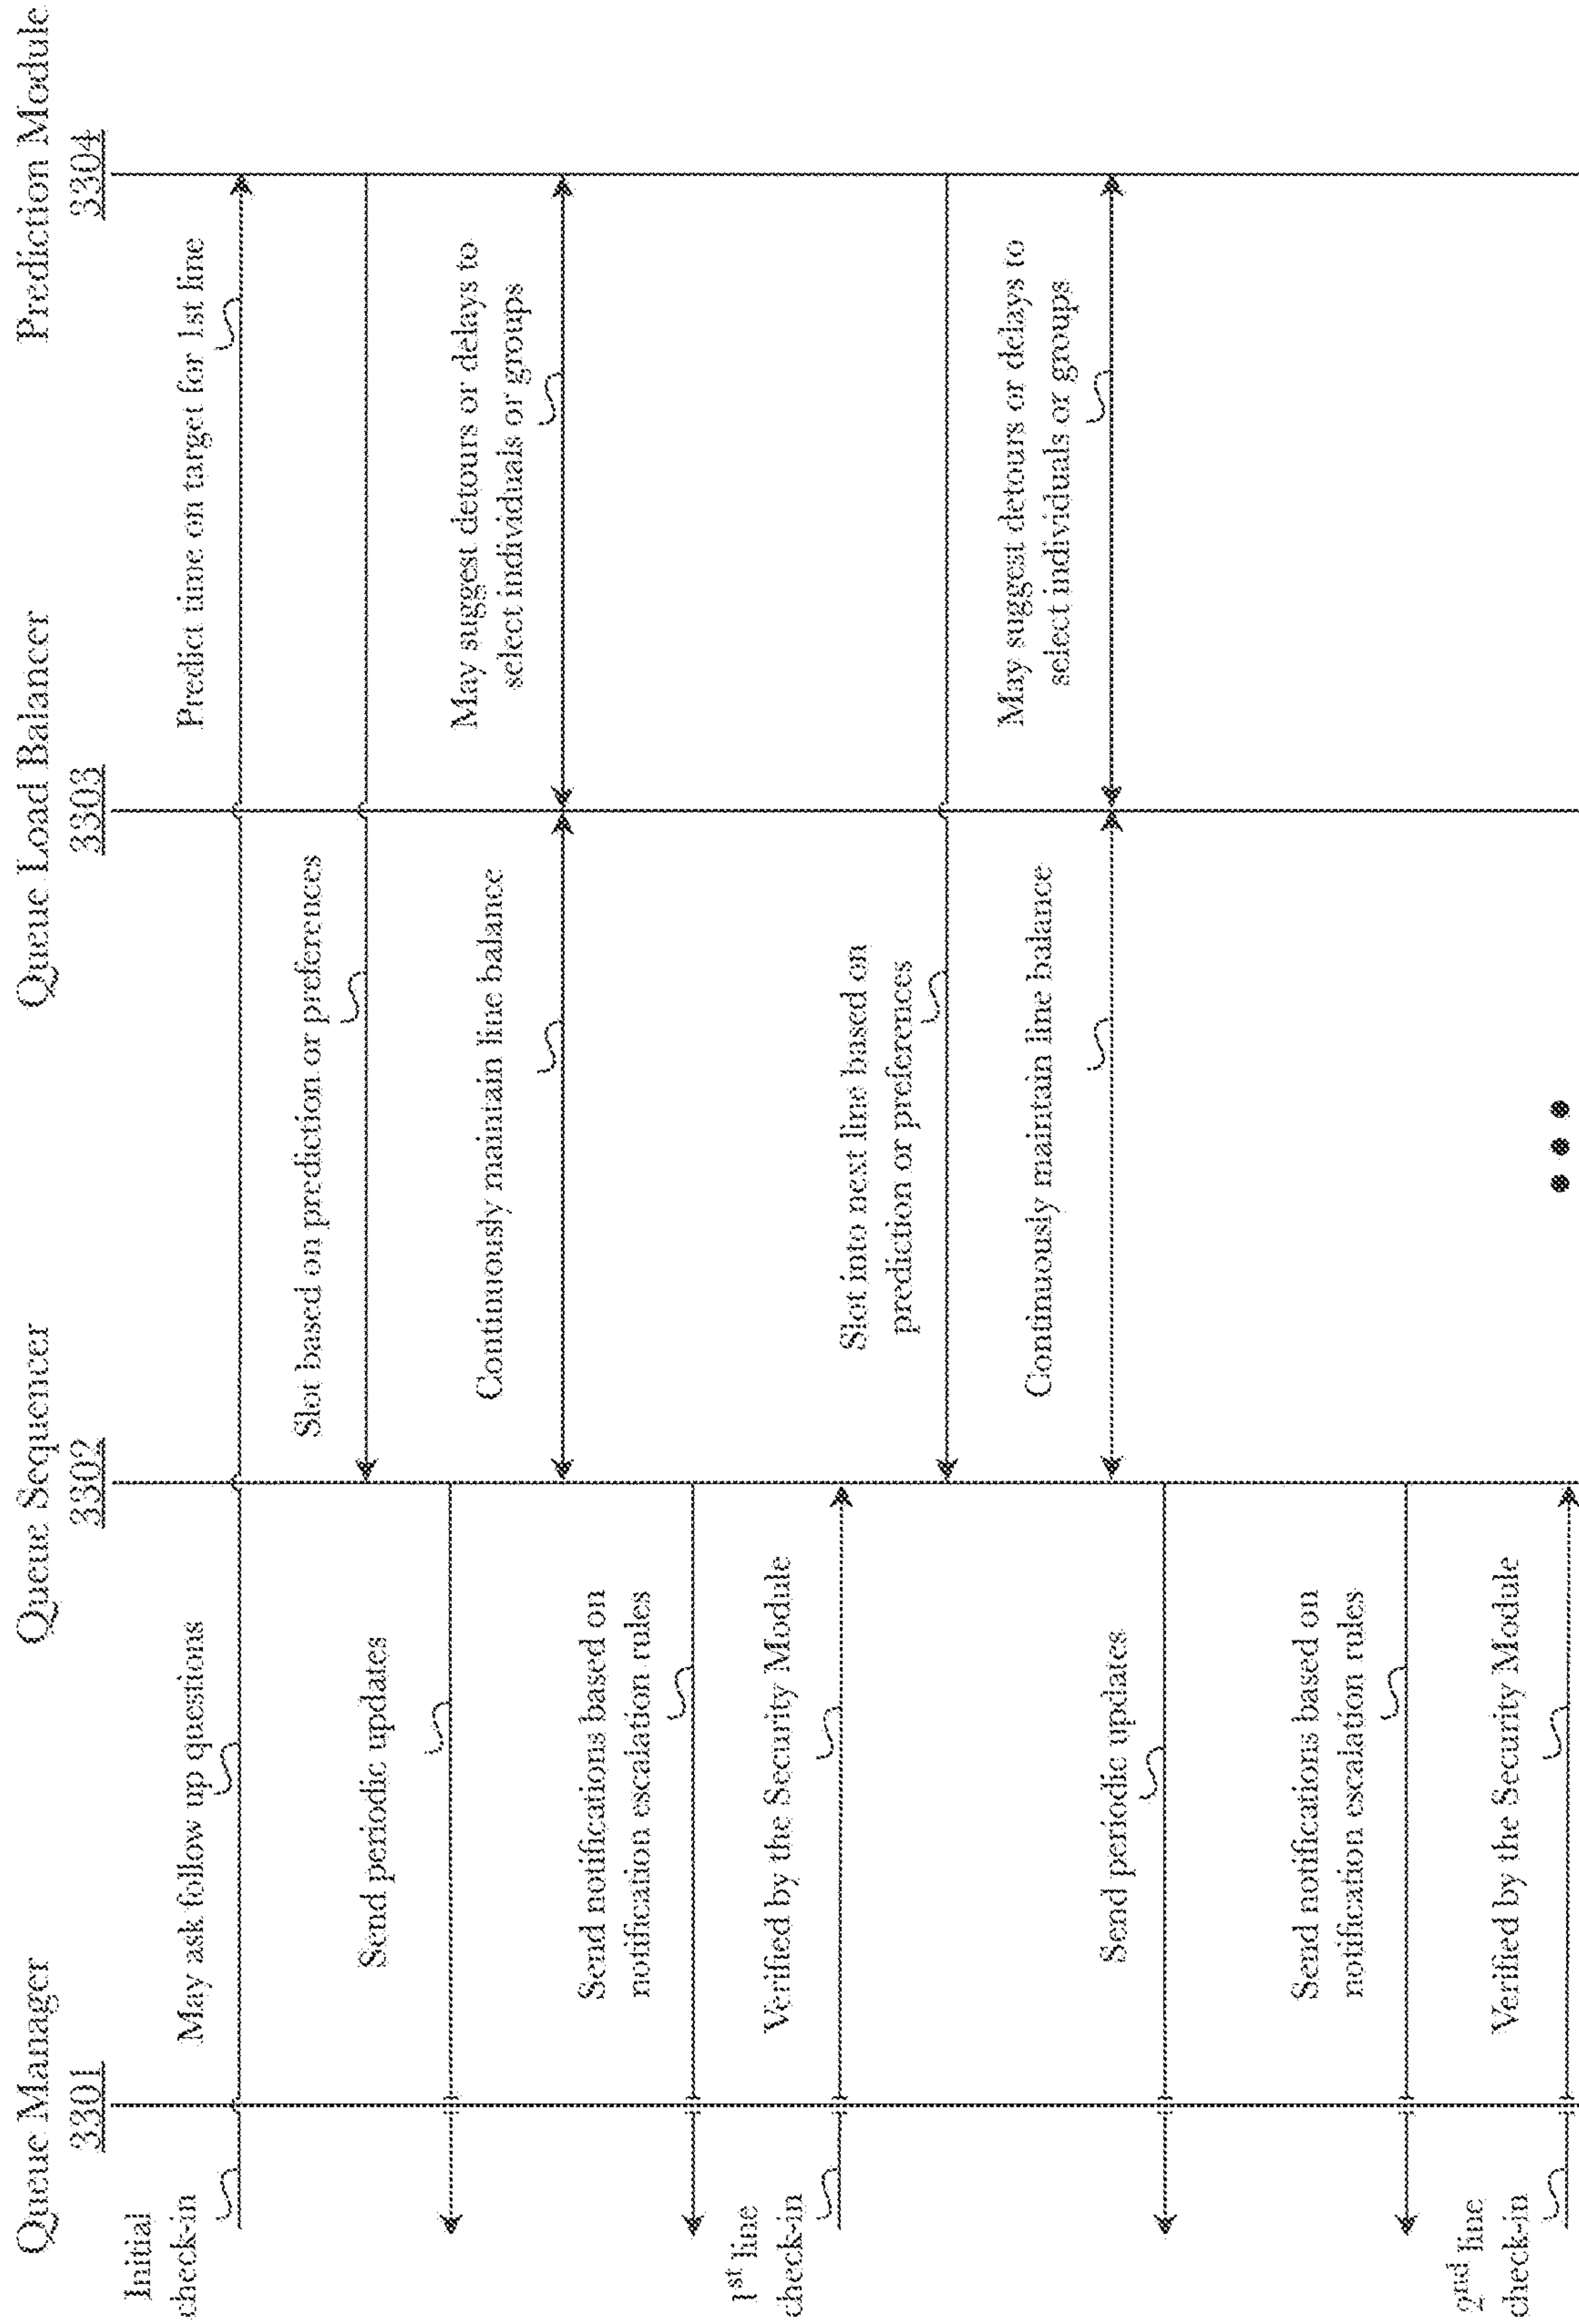 Queue Manager
3301
Queue Sequencer
3302
Queue Load Balancer
3303
Prediction Module
3304
Initial
check-in
May ask follow up questions
Predict time on target for 1st line
Slot based on prediction or preferences
Send periodic updates
Continuously maintain line balance
May suggest detours or delays to
select individuals or groups
Send notifications based on
notification escalation rules
1st line
check-in
Verified by the Security Module
Slot into next line based on
prediction or preferences
Continuously maintain line balance
May suggest detours or delays to
select individuals or groups
Send periodic updates
Send notifications based on
notification escalation rules
2nd line
check-in
Verified by the Security Module